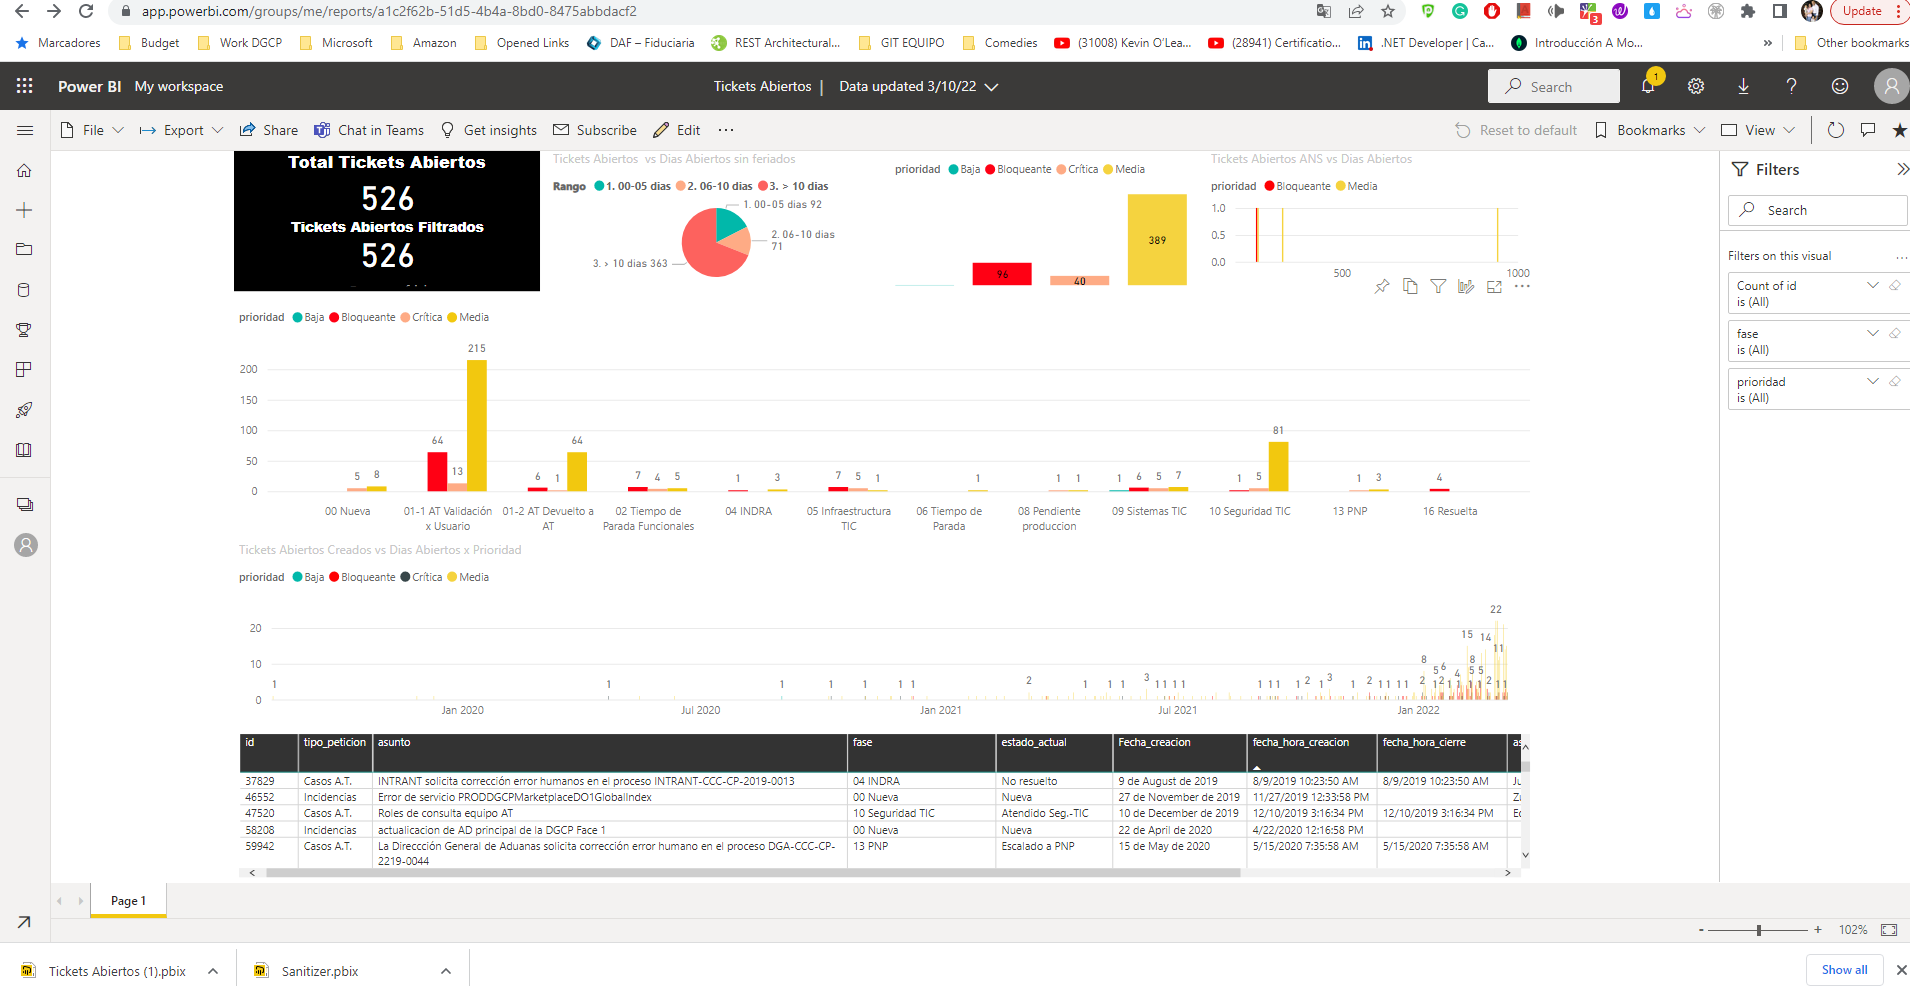 app.powerbi.com/groups/me/reports/a1c2f62b-51d5-4b4a-8bd0-8475abbdacf2
3
Update
Marcadores Budget Work DGCP Microsoft Amazon Opened Links DAF – Fiduciaria REST Architectural... GIT EQUIPO Comedies (31008) Kevin O'Lea... (28941) Certificatio... .NET Developer | Ca... Introducción A Mo... » Other bookmarks
Power BI My workspace Tickets Abiertos | Data updated 3/10/22 Search 1
File Export Share Chat in Teams Get insights Subscribe Edit ... Reset to default Bookmarks View
Total Tickets Abiertos
526
Tickets Abiertos Filtrados
526
Tickets Abiertos vs Dias Abiertos sin feriados
Rango 1. 00-05 dias 2. 06-10 dias 3. > 10 dias
1. 00-05 dias 92
2. 06-10 dias
71
3. > 10 dias 363
prioridad Baja Bloqueante Crítica Media
96
40
389
Tickets Abiertos ANS vs Dias Abiertos
prioridad Bloqueante Media
1.0
0.5
0.0
500 1000
Filters
Search
Filters on this visual ...
Count of id
is (All)
fase
is (All)
prioridad
is (All)
prioridad Baja Bloqueante Crítica Media
200
150
100
50
0
5 8
64 13 215
6 1 64
7 4 5
1 3
7 5 1
1
1 1
1 6 5 7
1 5 81
1 3
4
00 Nueva
01-1 AT Validación
x Usuario
01-2 AT Devuelto a
AT
02 Tiempo de
Parada Funcionales
04 INDRA
05 Infraestructura
TIC
06 Tiempo de
Parada
08 Pendiente
produccion
09 Sistemas TIC
10 Seguridad TIC
13 PNP
16 Resuelta
Tickets Abiertos Creados vs Dias Abiertos x Prioridad
prioridad Baja Bloqueante Crítica Media
22
20
15 14
11
10
8 8
5 6 4 5 5
1 1 1 1 1 1 1 2 1 1 1 3 1 1 1 1 1 1 1 1 2 1 3 1 2 1 1 1 1 2 1 2 1 1 1 1 2 1 1
0
Jan 2020 Jul 2020 Jan 2021 Jul 2021 Jan 2022
id tipo_peticion asunto fase estado_actual Fecha_creacion fecha_hora_creacion fecha_hora_cierre
37829 Casos A.T. INTRANT solicita corrección error humanos en el proceso INTRANT-CCC-CP-2019-0013 04 INDRA No resuelto 9 de August de 2019 8/9/2019 10:23:50 AM 8/9/2019 10:23:50 AM
46552 Incidencias Error de servicio PRODDGCPMarketplaceDO1GlobalIndex 00 Nueva Nueva 27 de November de 2019 11/27/2019 12:33:58 PM
47520 Casos A.T. Roles de consulta equipo AT 10 Seguridad TIC Atendido Seg.-TIC 10 de December de 2019 12/10/2019 3:16:34 PM 12/10/2019 3:16:34 PM
58208 Incidencias actualicacion de AD principal de la DGCP Face 1 00 Nueva Nueva 22 de April de 2020 4/22/2020 12:16:58 PM
59942 Casos A.T. La Direccción General de Aduanas solicita corrección error humano en el proceso DGA-CCC-CP- 13 PNP Escalado a PNP 15 de May de 2020 5/15/2020 7:35:58 AM 5/15/2020 7:35:58 AM
2219-0044
Page 1
- + 102%
Tickets Abiertos (1).pbix Sanitizer.pbix Show all